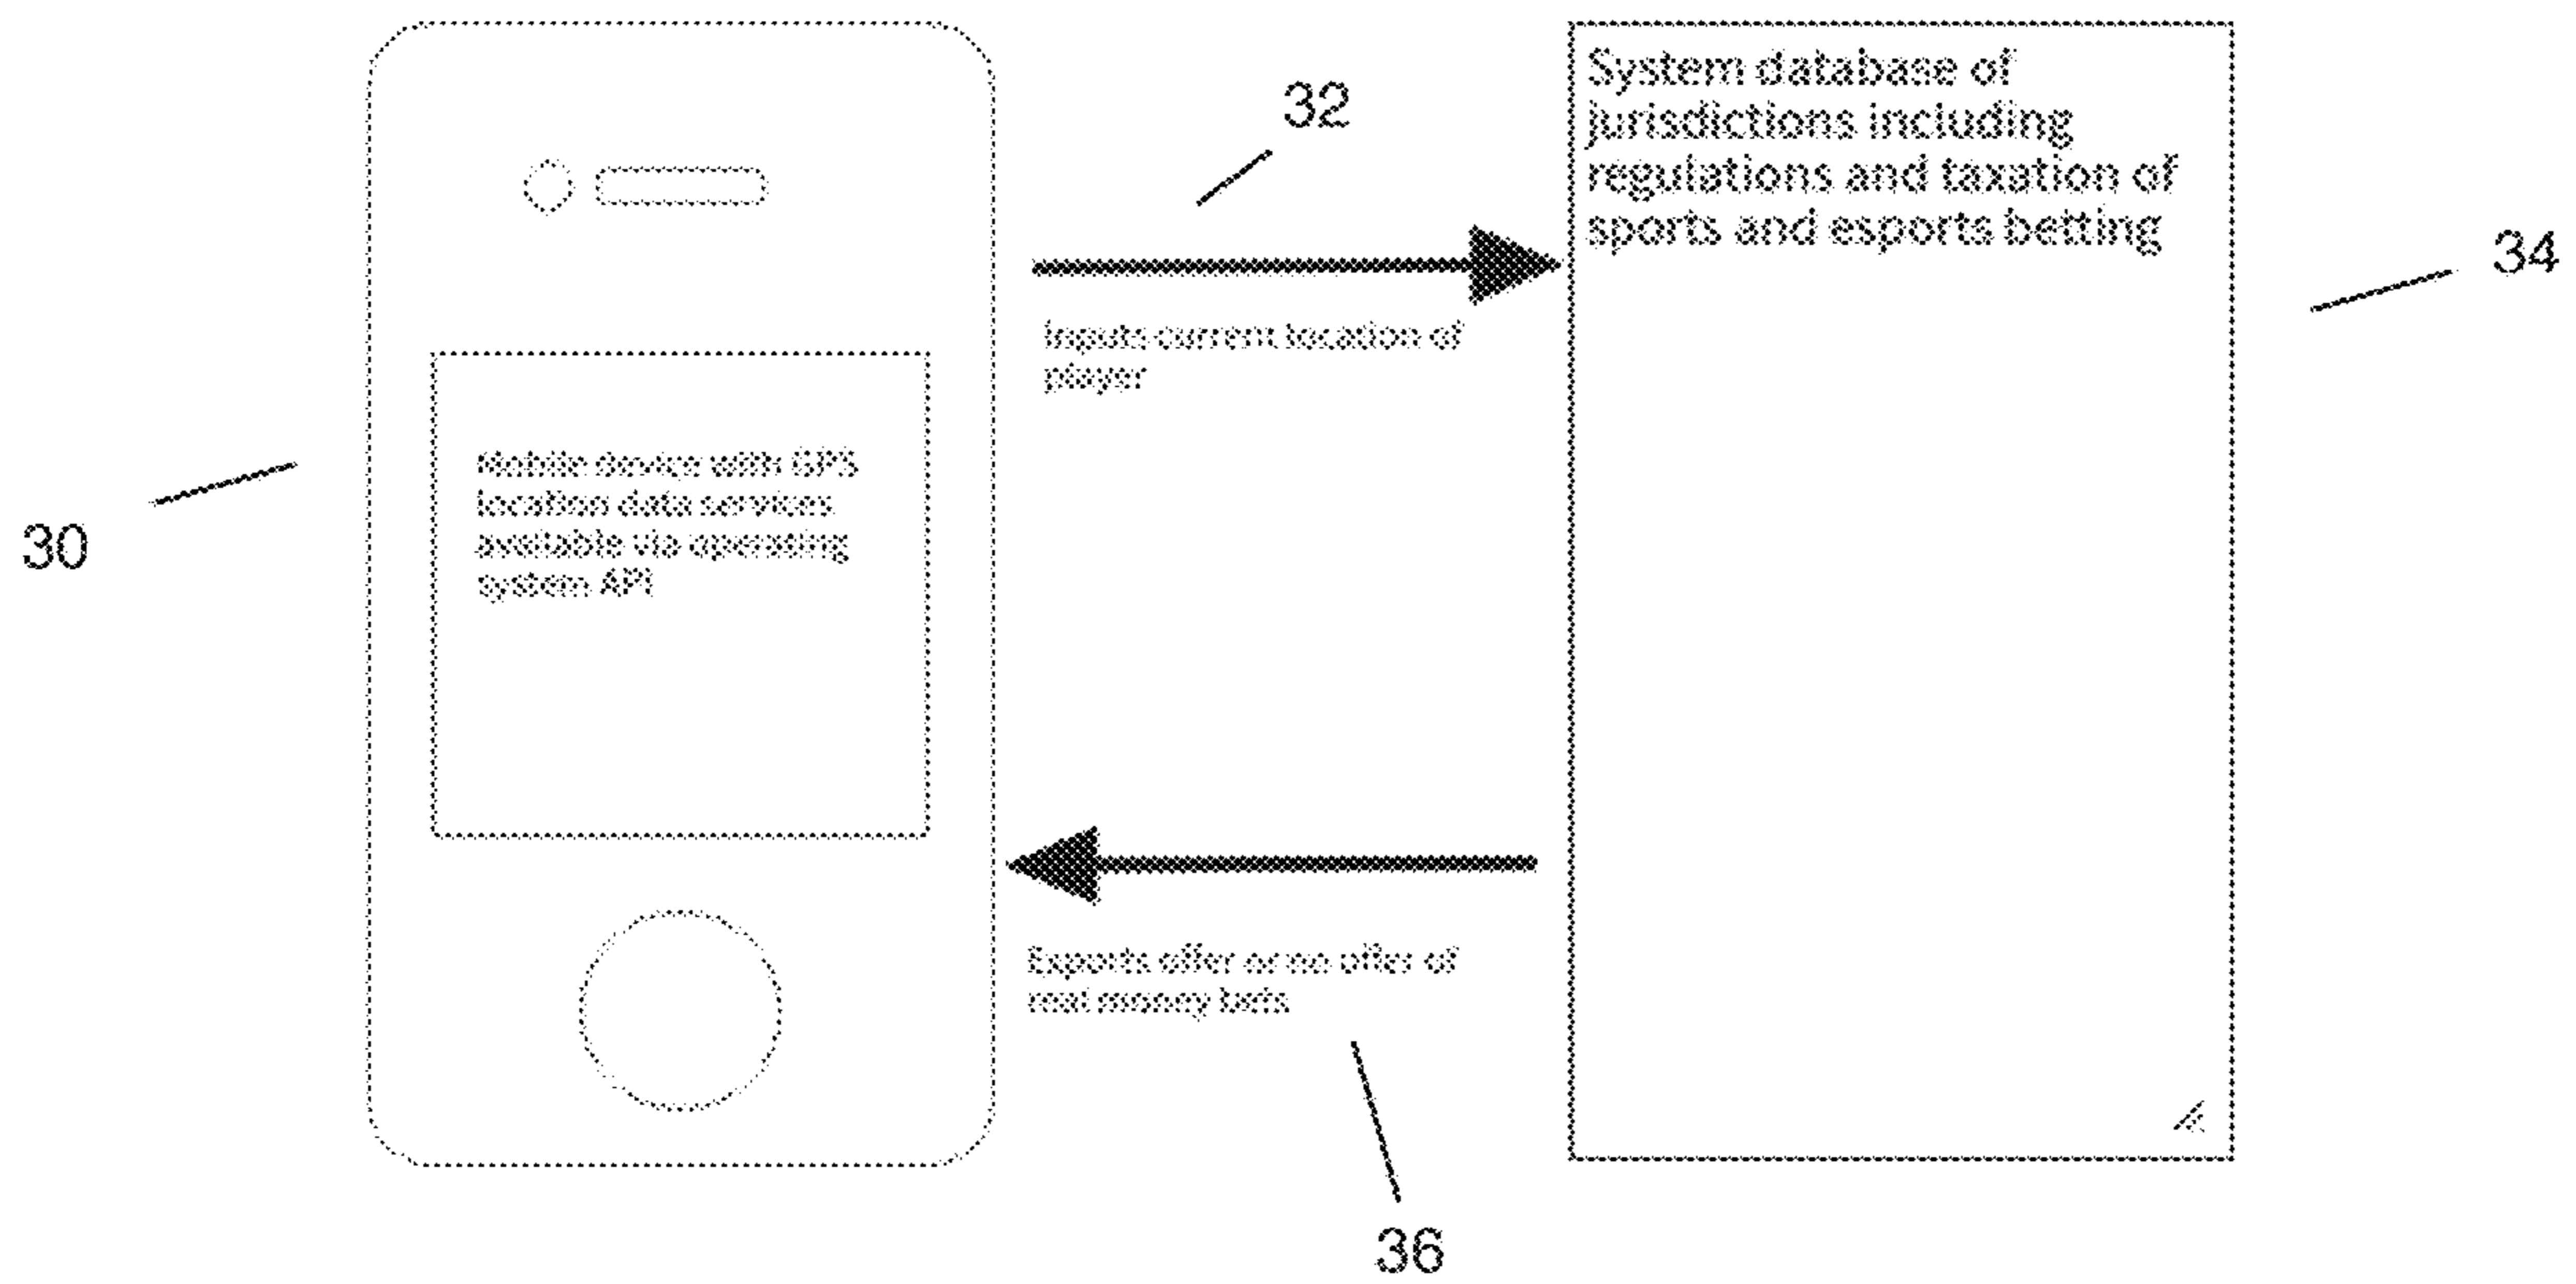 32
System database of
jurisdictions including
regulations and taxation of
sports and esports betting
34
Inputs current location of
player
Mobile device with GPS
location data services
available via operating
system API
30
Exports offer or no offer of
real money bets
36